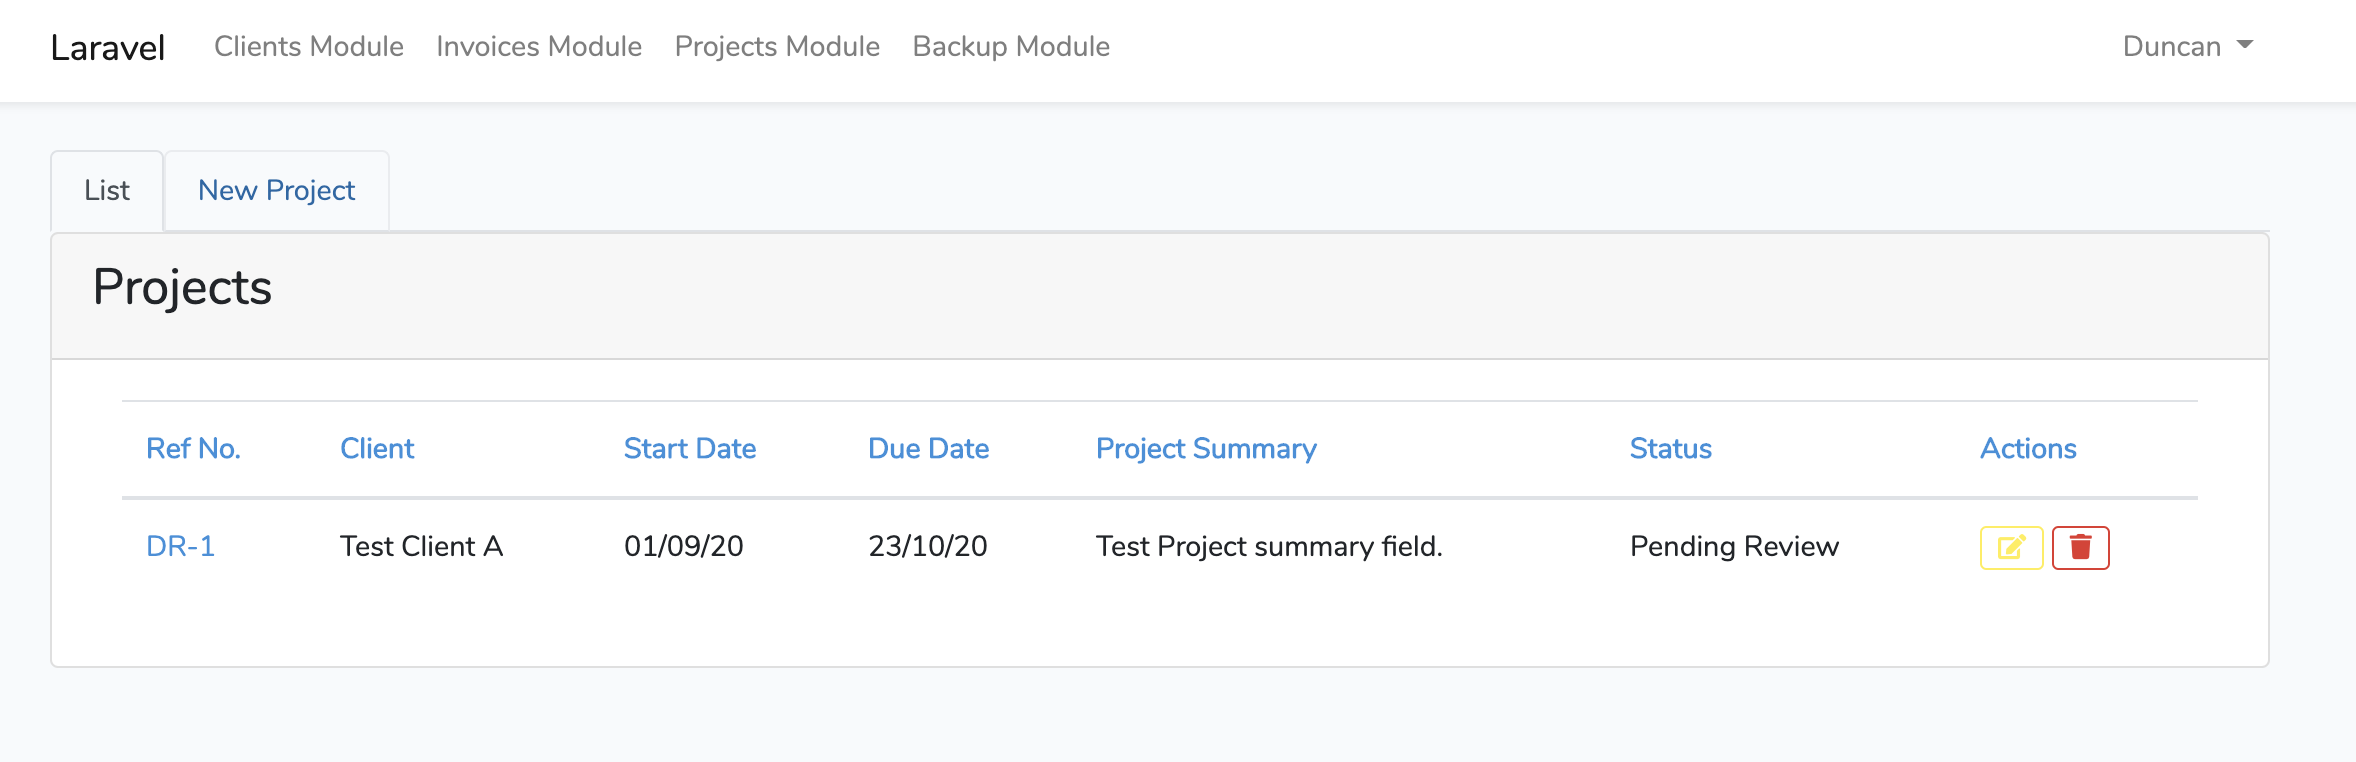 Laravel Clients Module Invoices Module Projects Module Backup Module Duncan
List New Project
Projects
Ref No. Client Start Date Due Date Project Summary Status Actions
DR-1 Test Client A 01/09/20 23/10/20 Test Project summary field. Pending Review